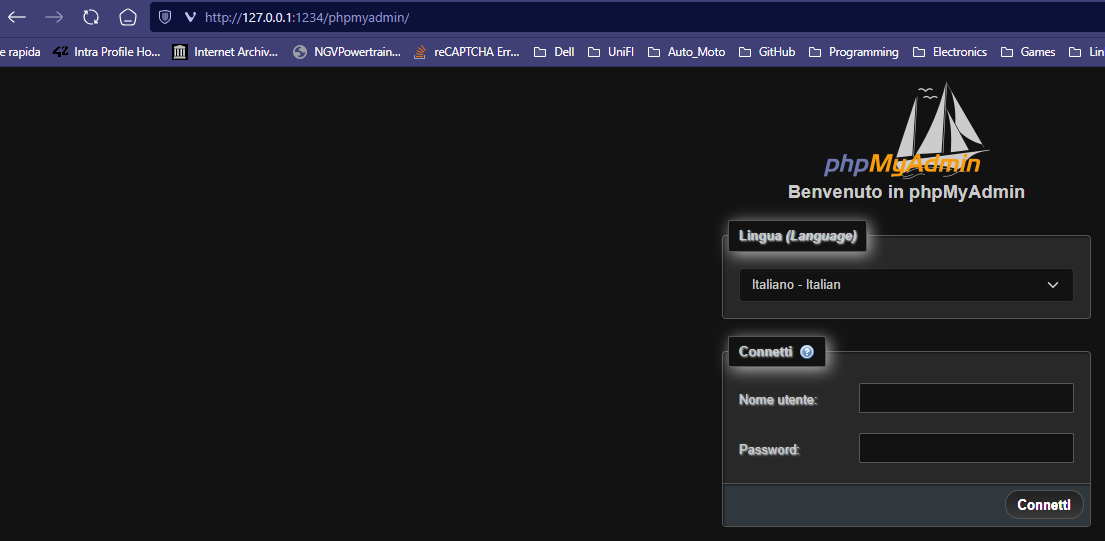 http://127.0.0.1:1234/phpmyadmin/
e rapida 42 Intra Profile Ho... Internet Archiv... NGVPowertrain... reCAPTCHA Err... Dell UniFI Auto_Moto GitHub Programming Electronics Games Lin
phpMyAdmin
Benvenuto in phpMyAdmin
Lingua (Language)
Italiano - Italian
Connetti ?
Nome utente:
Password:
Connetti